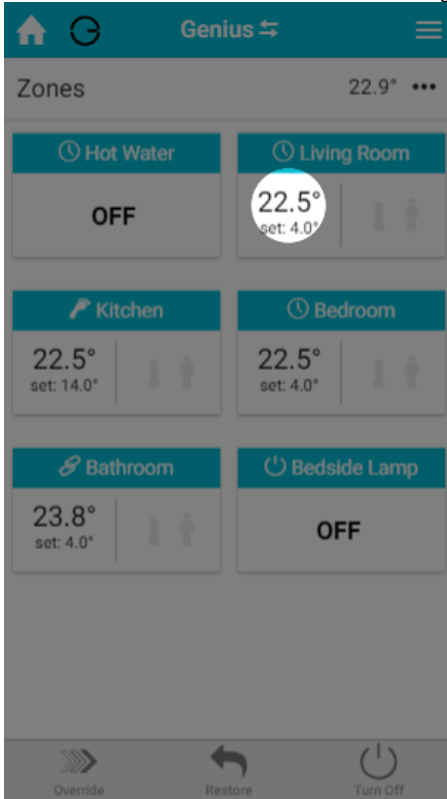 Genius
Zones 22.9°
Hot Water
OFF
Living Room
22.5°
set: 4.0°
Kitchen
22.5°
set: 14.0°
Bedroom
22.5°
set: 4.0°
Bathroom
23.8°
set: 4.0°
Bedside Lamp
OFF
Override Restore Turn Off